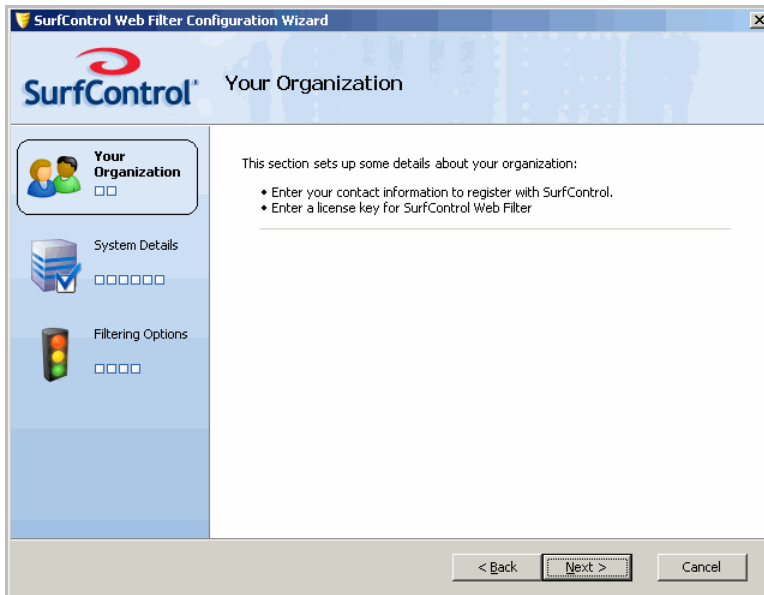 SurfControl Web Filter Configuration Wizard
SurfControl
Your Organization
Your
Organization
System Details
Filtering Options
This section sets up some details about your organization:
• Enter your contact information to register with SurfControl.
• Enter a license key for SurfControl Web Filter
< Back
Next >
Cancel